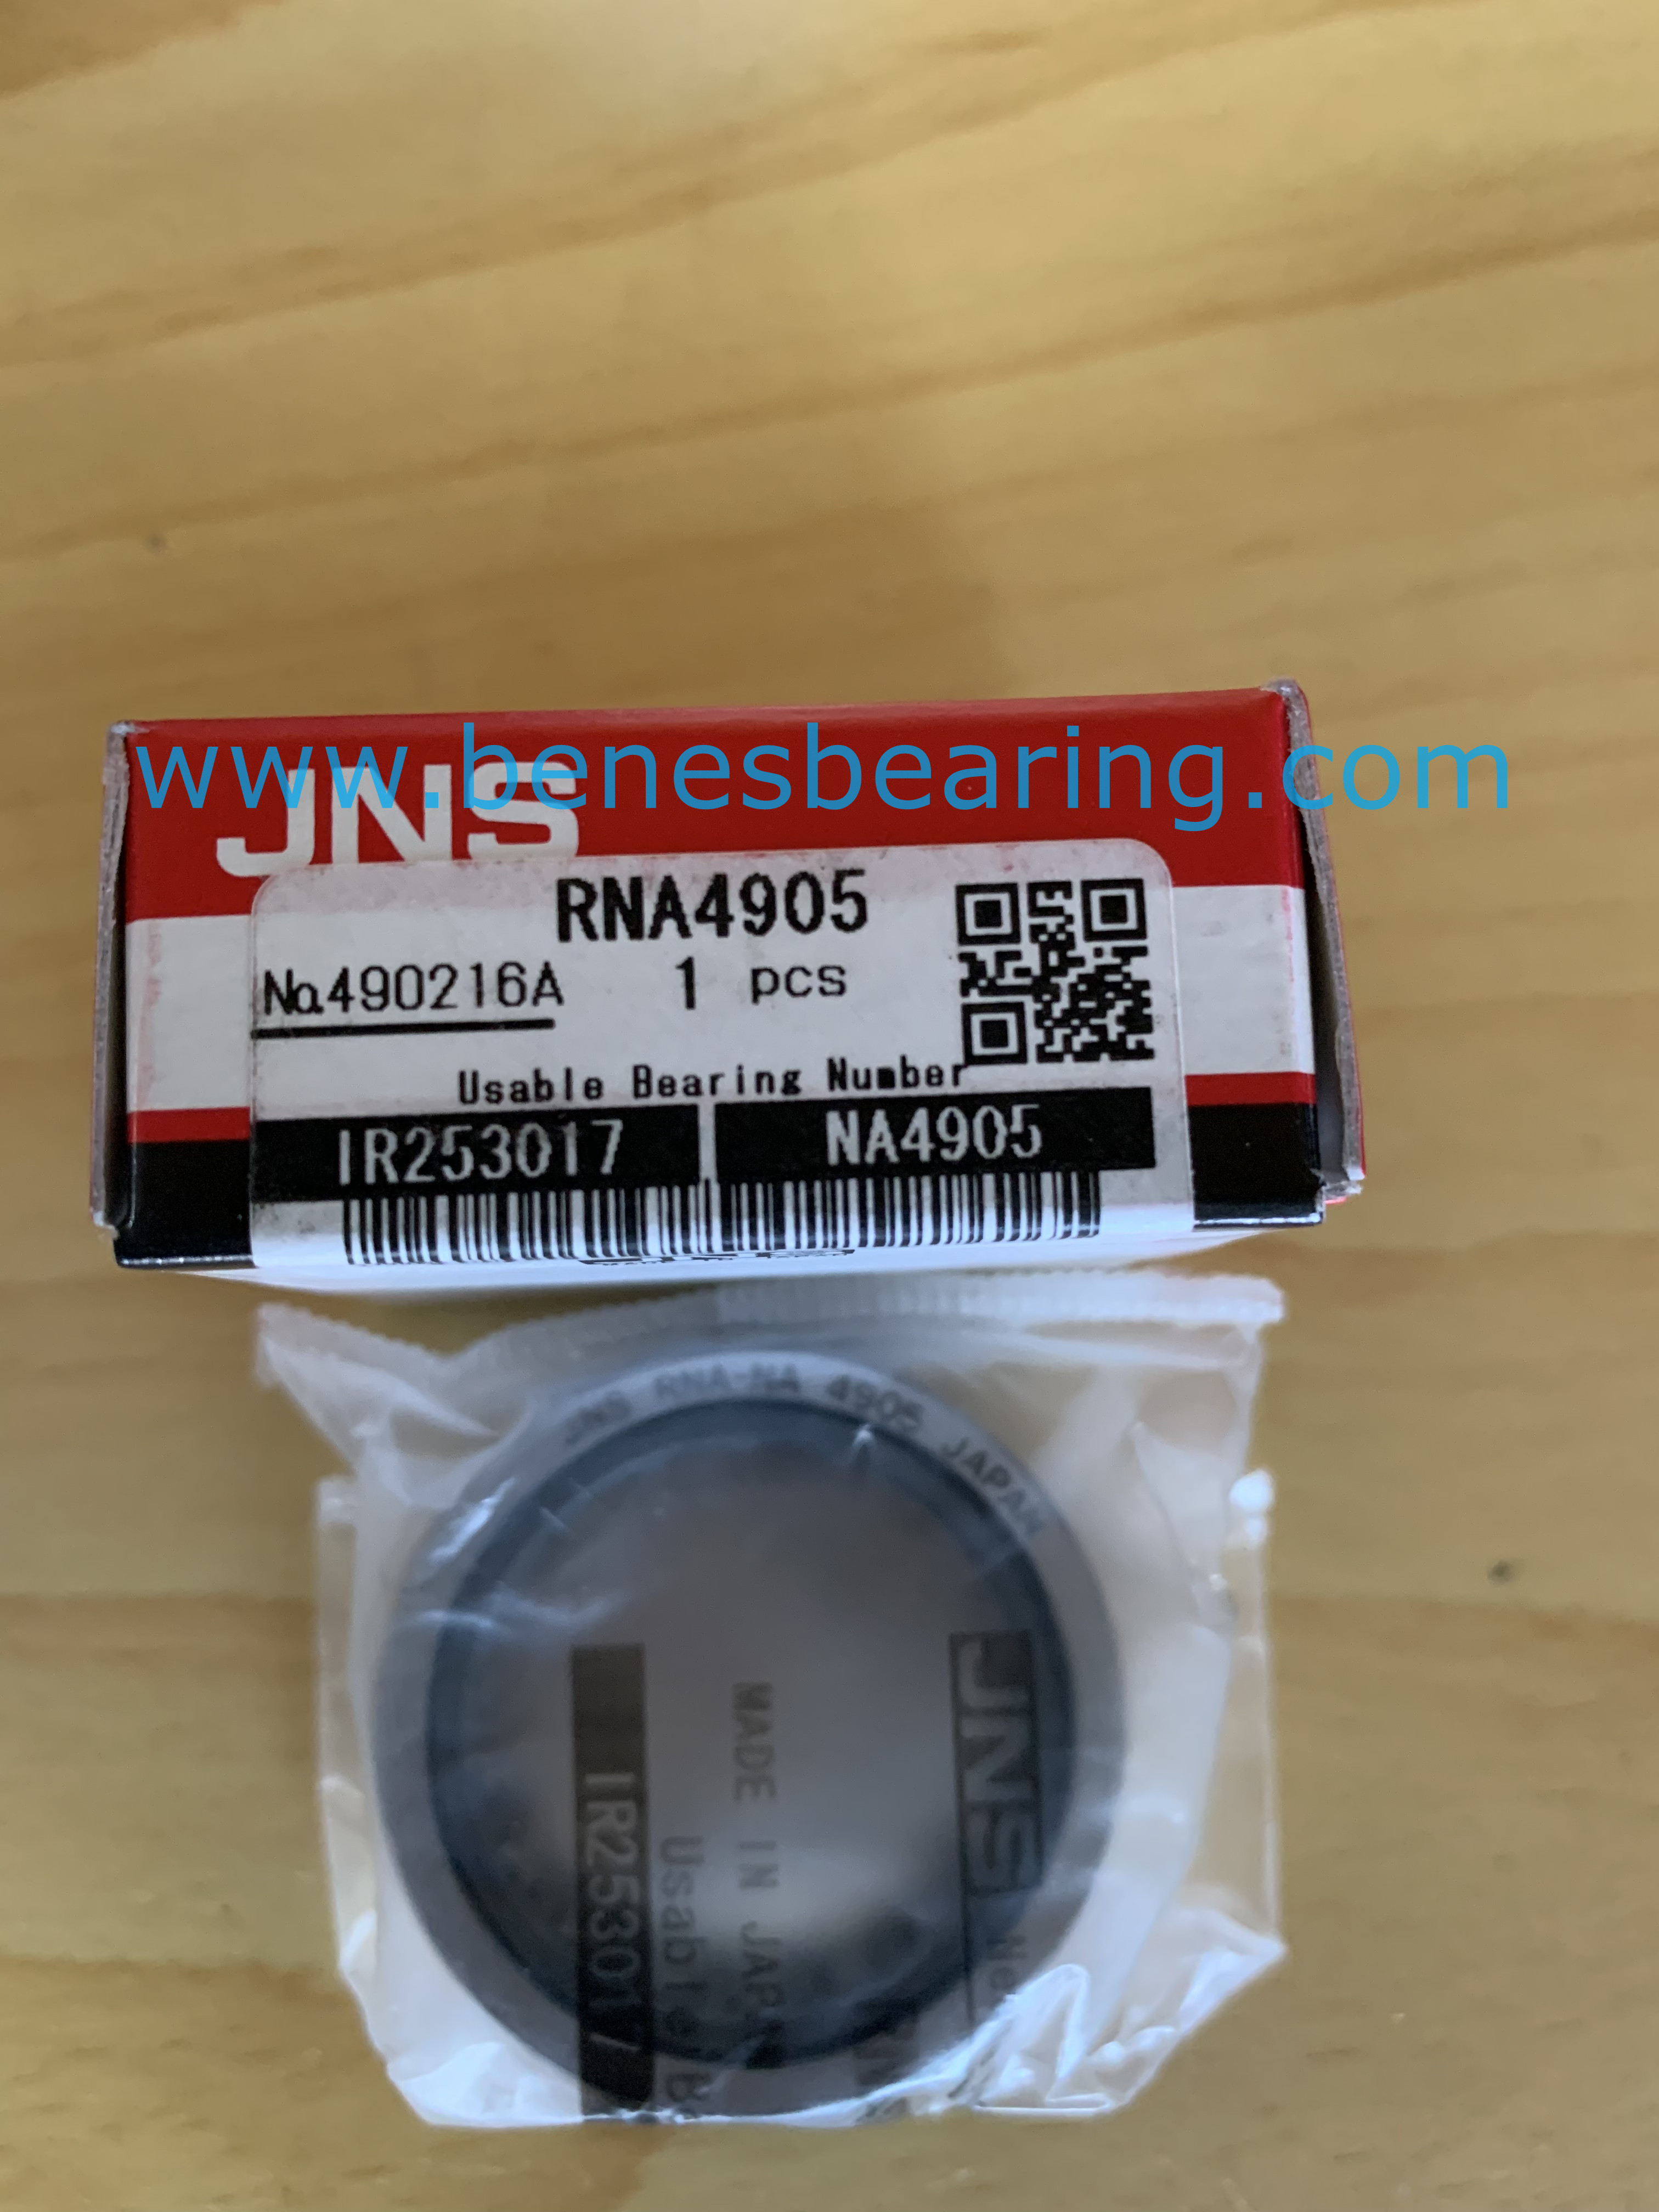 www.benesbearing.com
JNS
RNA4905
No.490216A 1 pcs
Usable Bearing Number
IR253017 NA4905
JNS RNA-NA 4905 JAPAN
JNS
MADE IN JAPAN
Usable
IR253017